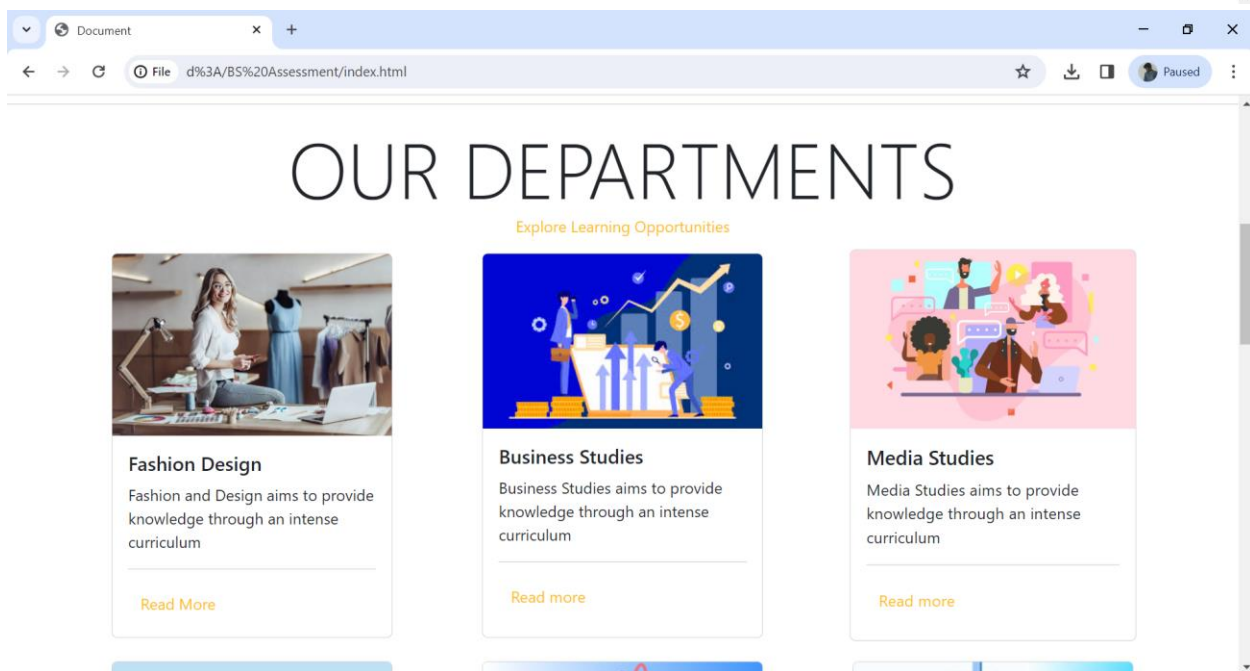 Document
File d%3A/BS%20Assessment/index.html
Paused
OUR DEPARTMENTS
Explore Learning Opportunities
Fashion Design
Fashion and Design aims to provide
knowledge through an intense
curriculum
Read More
Business Studies
Business Studies aims to provide
knowledge through an intense
curriculum
Read more
Media Studies
Media Studies aims to provide
knowledge through an intense
curriculum
Read more